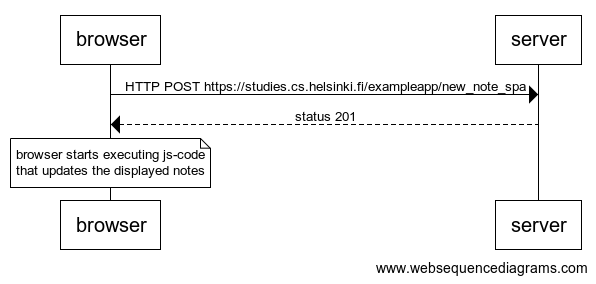 browser
server
HTTP POST https://studies.cs.helsinki.fi/exampleapp/new_note_spa
status 201
browser starts executing js-code
that updates the displayed notes
browser
server
www.websequencediagrams.com